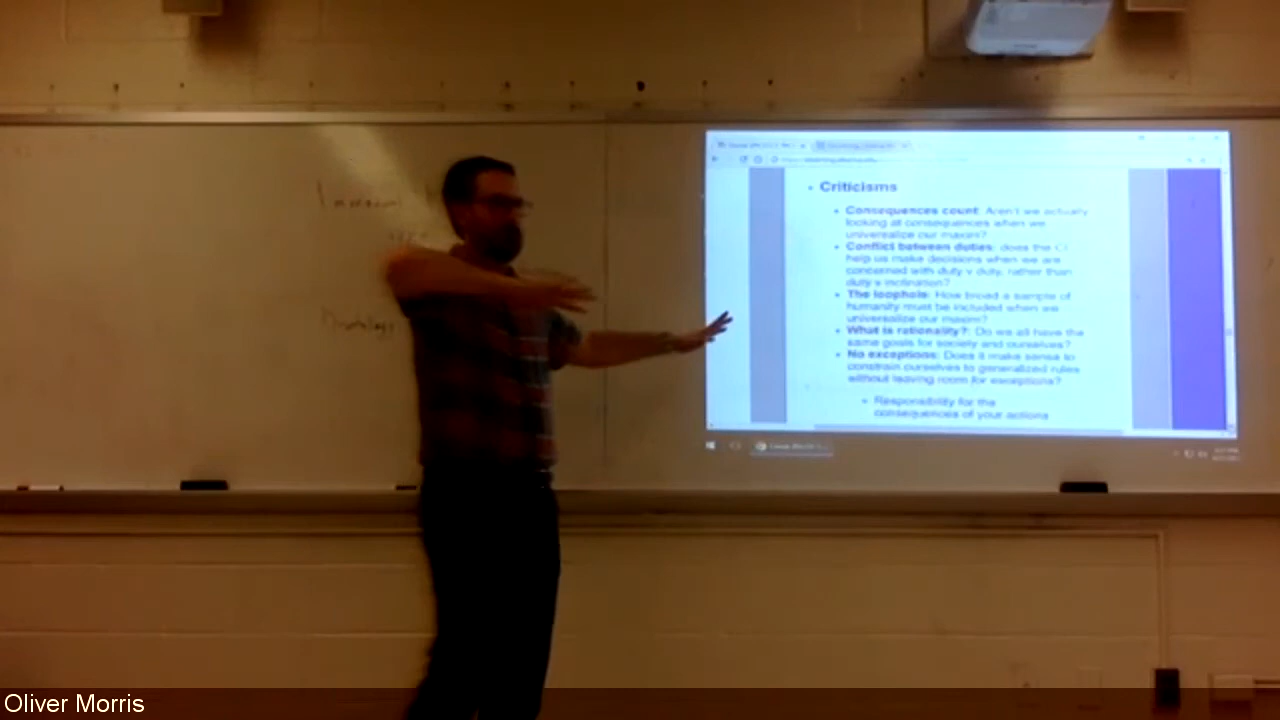 Criticisms
Consequences count: Aren't we actually
looking at consequences when we
universalize our maxim?
Conflict between duties: does the CI
help us make decisions when we are
concerned with duty v duty, rather than
duty v inclination?
The loophole: How broad a sample of
humanity must be included when we
universalize our maxim?
What is rationality?: Do we all have the
same goals for society and ourselves?
No exceptions: Does it make sense to
constrain ourselves to generalized rules
without leaving room for exceptions?
Responsibility for the
consequences of your actions
Oliver Morris